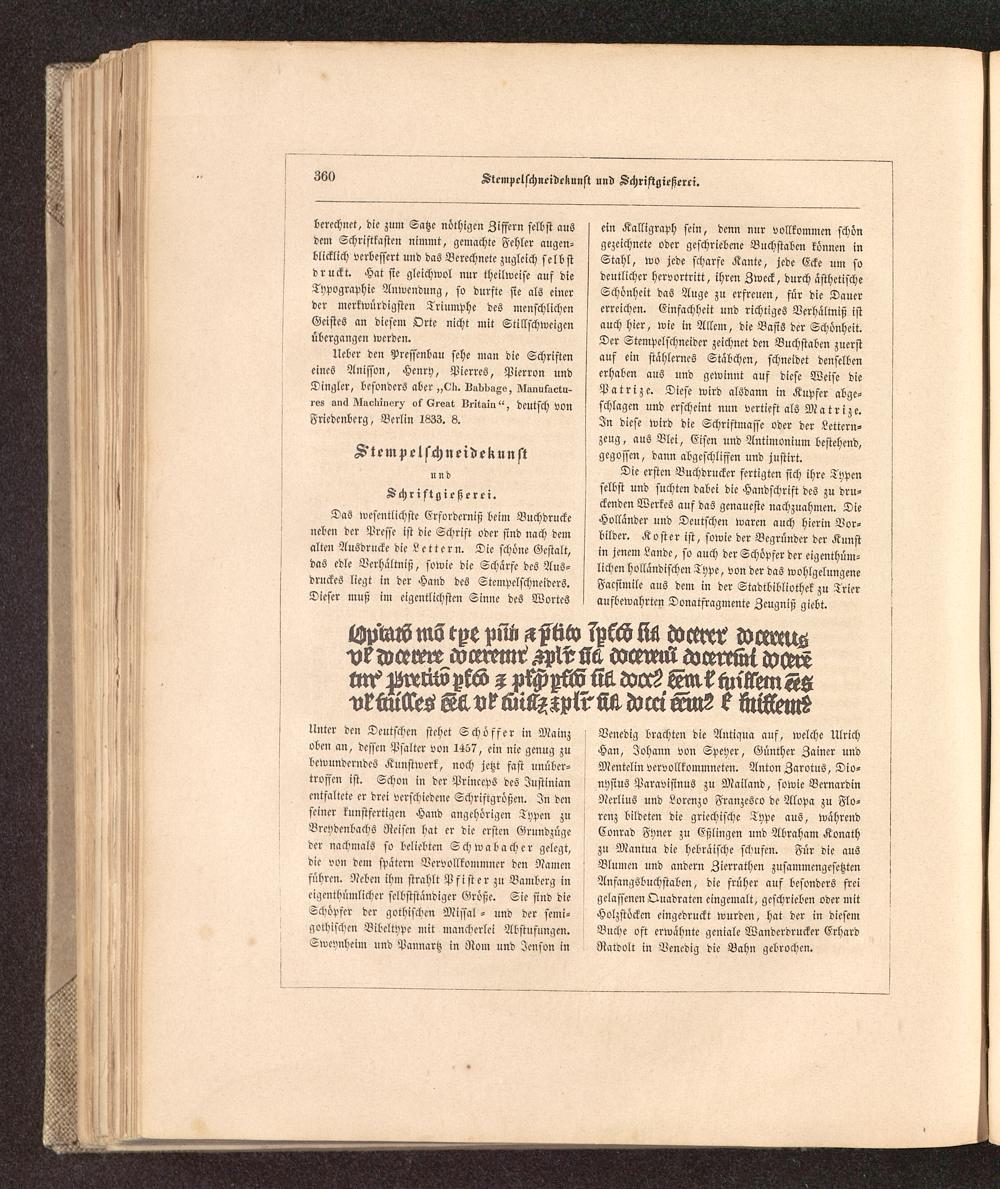 360
Stempelſchneidekunſt und Schriftgießerei.
berechnet, die zum Satze nöthigen Ziffern ſelbſt aus
dem Schriftkaſten nimmt, gemachte Fehler augen-
blicklich verbeſſert und das Berechnete zugleich ſelbſt
druckt. Hat ſie gleichwol nur theilweiſe auf die
Typographie Anwendung, ſo durfte ſie als einer
der merkwürdigſten Triumphe des menſchlichen
Geiſtes an dieſem Orte nicht mit Stillſchweigen
übergangen werden.
Ueber den Preſſenbau ſehe man die Schriften
eines Aniſſon, Henry, Pierres, Pierron und
Dingler, beſonders aber „Ch. Babbage, Manufactu-
res and Machinery of Great Britain“, deutſch von
Friedenberg, Berlin 1833. 8.
Stempelſchneidekunſt
und
Schriftgießerei.
Das weſentlichſte Erforderniß beim Buchdrucke
neben der Preſſe iſt die Schrift oder ſind nach dem
alten Ausdrucke die Lettern. Die ſchöne Geſtalt,
das edle Verhältniß, ſowie die Schärfe des Aus-
druckes liegt in der Hand des Stempelſchneiders.
Dieſer muß im eigentlichſten Sinne des Wortes
ein Kalligraph ſein, denn nur vollkommen ſchön
gezeichnete oder geſchriebene Buchſtaben können in
Stahl, wo jede ſcharfe Kante, jede Ecke um ſo
deutlicher hervortritt, ihren Zweck, durch äſthetiſche
Schönheit das Auge zu erfreuen, für die Dauer
erreichen. Einfachheit und richtiges Verhältniß iſt
auch hier, wie in Allem, die Baſis der Schönheit.
Der Stempelſchneider zeichnet den Buchſtaben zuerſt
auf ein ſtählernes Stäbchen, ſchneidet denſelben
erhaben aus und gewinnt auf dieſe Weiſe die
Patrize. Dieſe wird alsdann in Kupfer abge-
ſchlagen und erſcheint nun vertieft als Matrize.
In dieſe wird die Schriftmaſſe oder der Lettern-
zeug, aus Blei, Eiſen und Antimonium beſtehend,
gegoſſen, dann abgeſchliffen und juſtirt.
Die erſten Buchdrucker fertigten ſich ihre Typen
ſelbſt und ſuchten dabei die Handſchrift des zu dru-
ckenden Werkes auf das genaueſte nachzuahmen. Die
Holländer und Deutſchen waren auch hierin Vor-
bilder. Koſter iſt, ſowie der Begründer der Kunſt
in jenem Lande, ſo auch der Schöpfer der eigenthüm-
lichen holländiſchen Type, von der das wohlgelungene
Facſimile aus dem in der Stadtbibliothek zu Trier
aufbewahrten Donatfragmente Zeugniß giebt.
mō doceret doceretis
docerere doceremr
fuiſſem
fuiſſes doci fuiſſem
Unter den Deutſchen ſtehet Schöffer in Mainz
oben an, deſſen Pſalter von 1457, ein nie genug zu
bewunderndes Kunſtwerk, noch jetzt faſt unüber-
troffen iſt. Schon in der Princeps des Juſtinian
entfaltete er drei verſchiedene Schriftgrößen. In den
ſeiner kunſtfertigen Hand angehörigen Typen zu
Breydenbachs Reiſen hat er die erſten Grundzüge
der nachmals ſo beliebten Schwabacher gelegt,
die von dem ſpätern Vervollkommner den Namen
führen. Neben ihm ſtrahlt Pfiſter zu Bamberg in
eigenthümlicher ſelbſtſtändiger Größe. Sie ſind die
Schöpfer der gothiſchen Miſſal- und der ſemi-
gothiſchen Bibeltype mit mancherlei Abſtufungen.
Sweynheim und Pannartz in Rom und Jenſon in
Venedig brachten die Antiqua auf, welche Ulrich
Han, Johann von Speyer, Günther Zainer und
Mentelin vervollkommneten. Anton Zarotus, Dio-
nyſius Paraviſinus zu Mailand, ſowie Bernardin
Nerlius und Lorenzo Franzesco de Alopa zu Flo-
renz bildeten die griechiſche Type aus, während
Conrad Fyner zu Eßlingen und Abraham Konath
zu Mantua die hebräiſche ſchufen. Für die aus
Blumen und andern Zierrathen zuſammengeſetzten
Anfangsbuchſtaben, die früher auf beſonders frei
gelaſſenen Quadraten eingemalt, geſchrieben oder mit
Holzſtöcken eingedruckt wurden, hat der in dieſem
Buche oft erwähnte geniale Wanderdrucker Erhard
Ratdolt in Venedig die Bahn gebrochen.